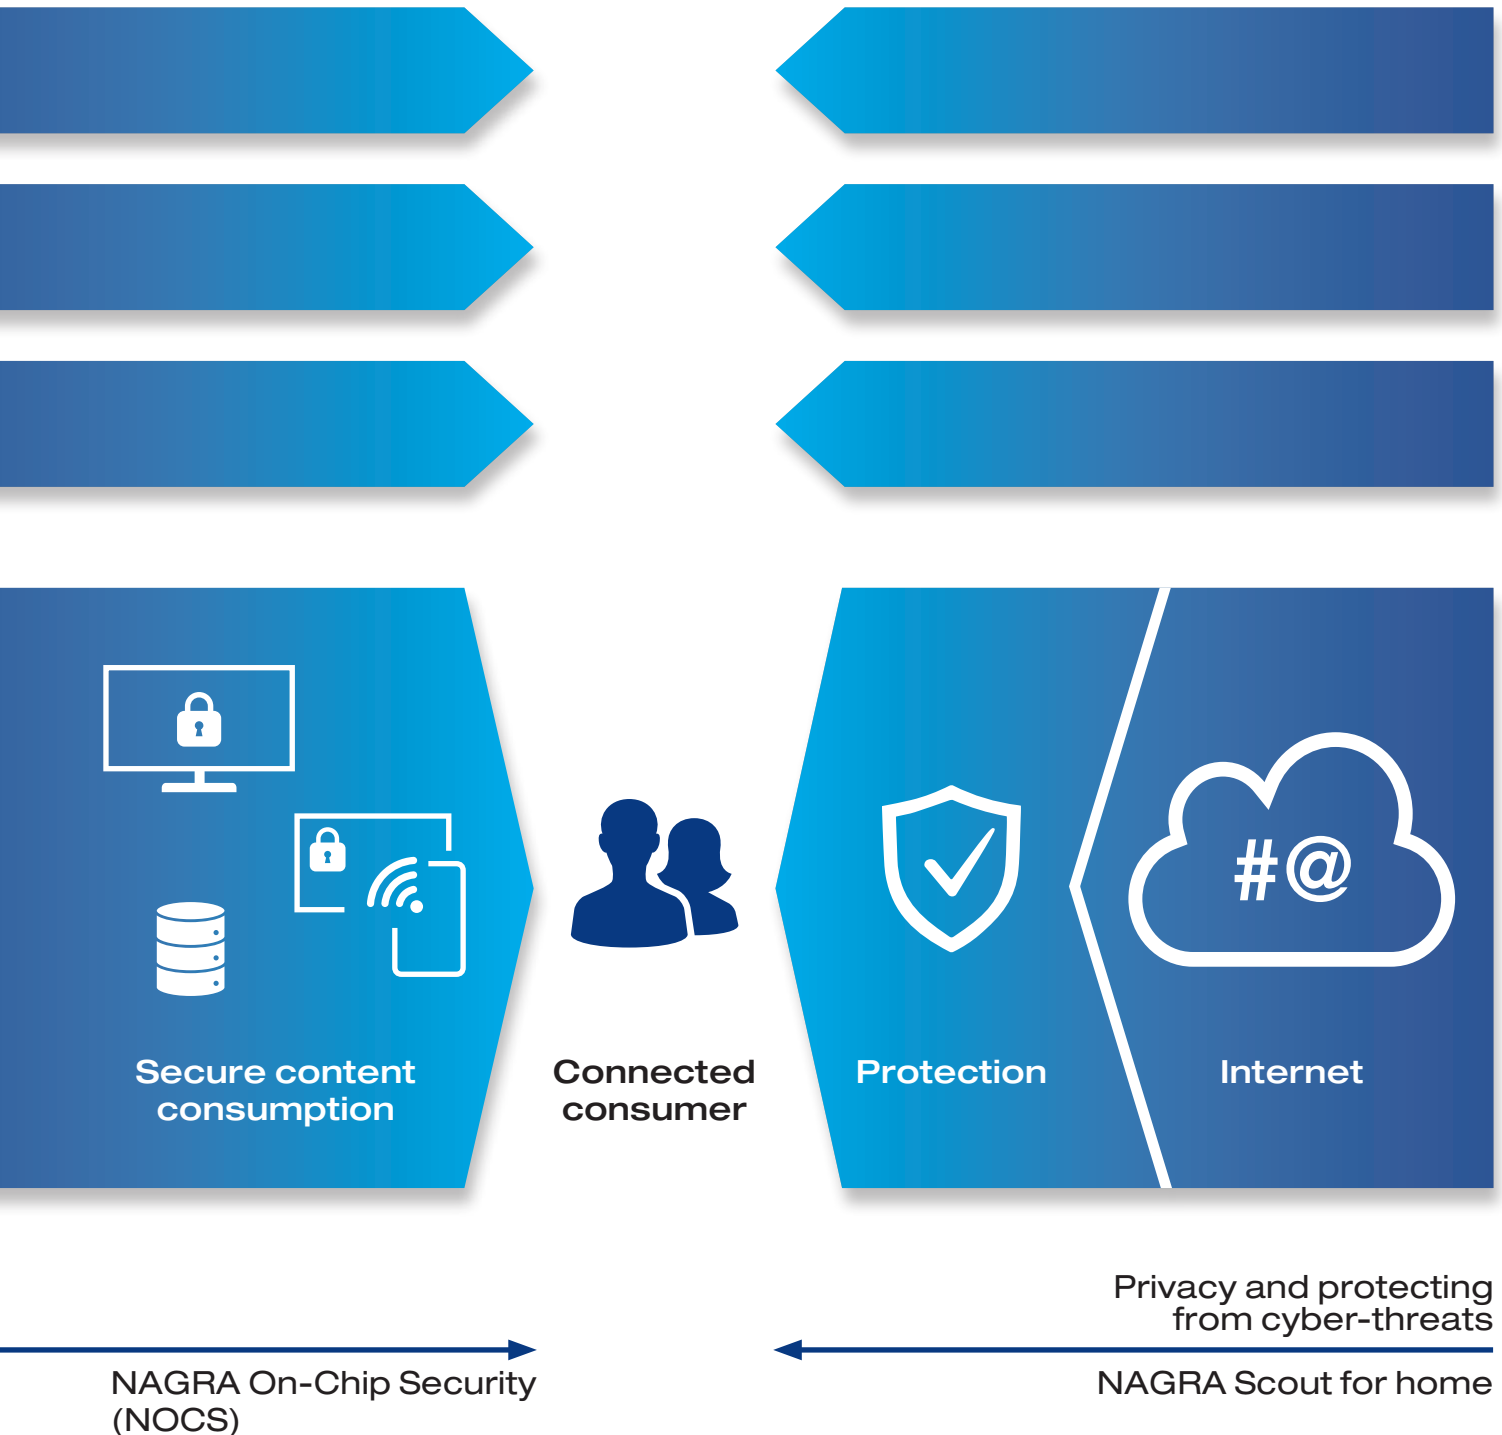 #@
Secure content
consumption
Connected
consumer
Protection
Internet
Privacy and protecting
from cyber-threats
NAGRA On-Chip Security
(NOCS)
NAGRA Scout for home